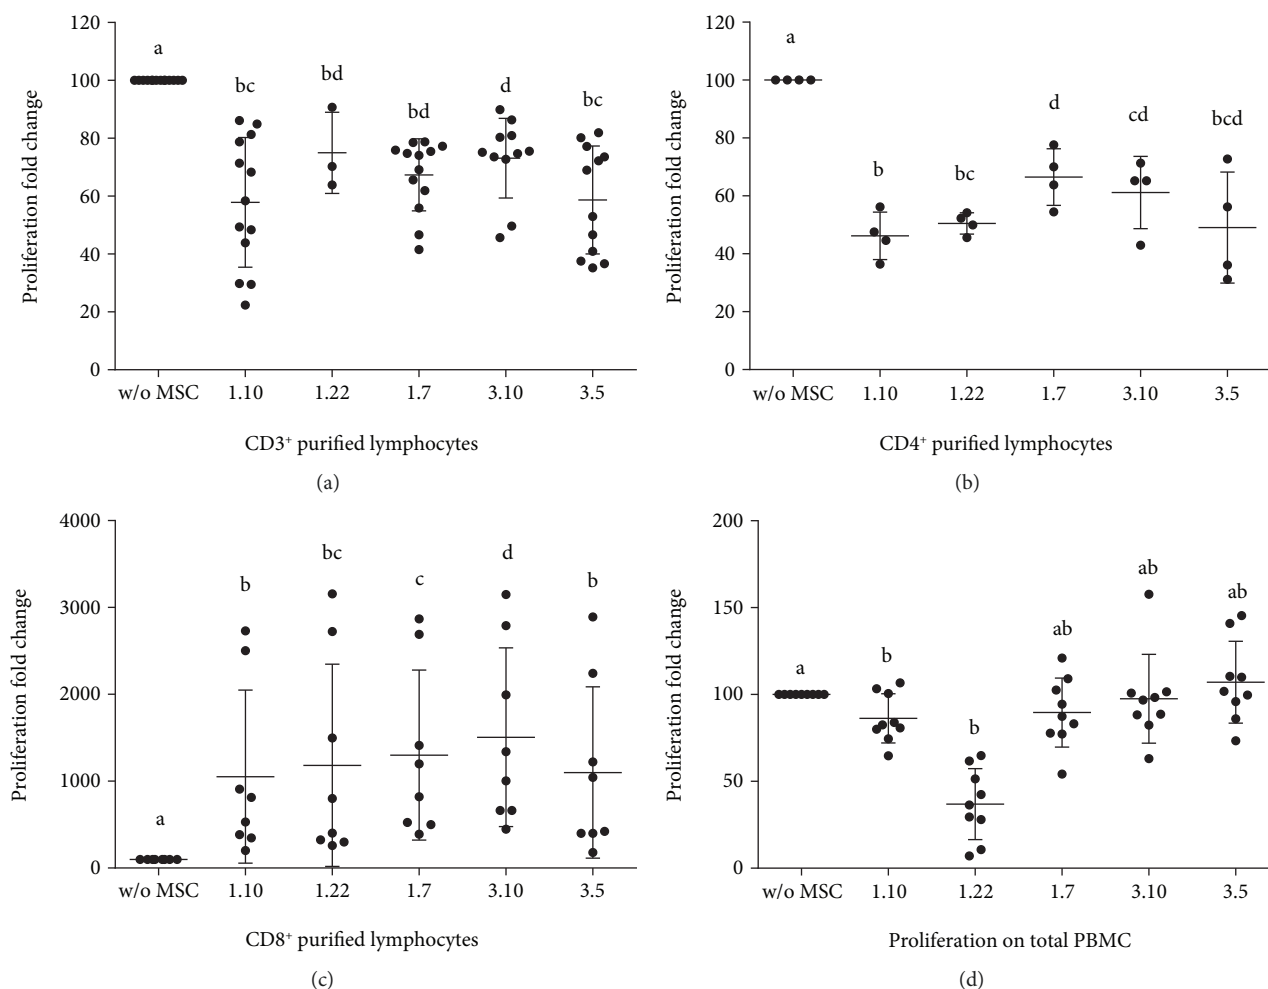 120
100
80
60
40
20
0
Proliferation fold change
a
bc
bd
bd
d
bc
w/o MSC 1.10 1.22 1.7 3.10 3.5
CD3⁺ purified lymphocytes
(a)
120
100
80
60
40
20
0
Proliferation fold change
a
b
bc
d
cd
bcd
w/o MSC 1.10 1.22 1.7 3.10 3.5
CD4⁺ purified lymphocytes
(b)
4000
3000
2000
1000
0
Proliferation fold change
a
b
bc
c
d
b
w/o MSC 1.10 1.22 1.7 3.10 3.5
CD8⁺ purified lymphocytes
(c)
200
150
100
50
0
Proliferation fold change
a
b
b
ab
ab
ab
w/o MSC 1.10 1.22 1.7 3.10 3.5
Proliferation on total PBMC
(d)